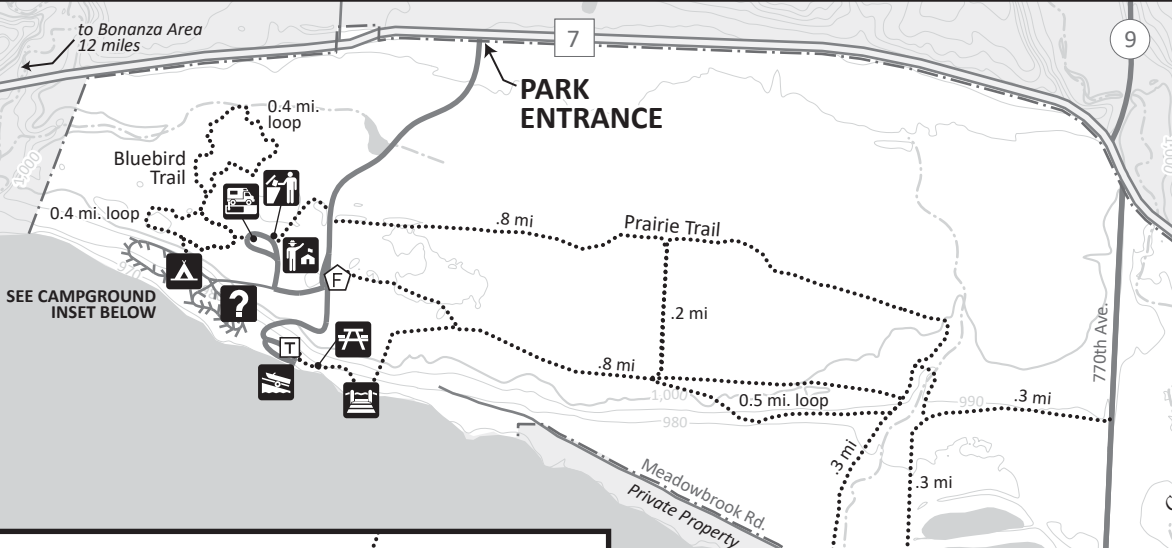 to Bonanza Area
12 miles
7
9
PARK
ENTRANCE
0.4 mi.
loop
Bluebird
Trail
0.4 mi. loop
.8 mi
Prairie Trail
F
SEE CAMPGROUND
INSET BELOW
?
T
.2 mi
.8 mi
1,000
0.5 mi. loop
980
990
.3 mi
770th Ave.
.3 mi
.3 mi
Meadowbrook Rd.
Private Property